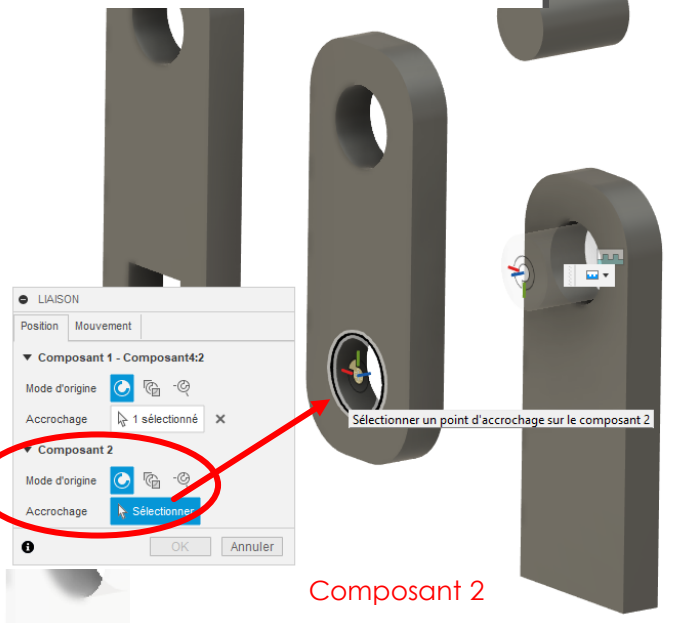 LIAISON
Position Mouvement
Composant 1 - Composant4:2
Mode d'origine
Accrochage 1 sélectionné
Composant 2
Mode d'origine
Accrochage Sélectionner
OK Annuler
Sélectionner un point d'accrochage sur le composant 2
Composant 2